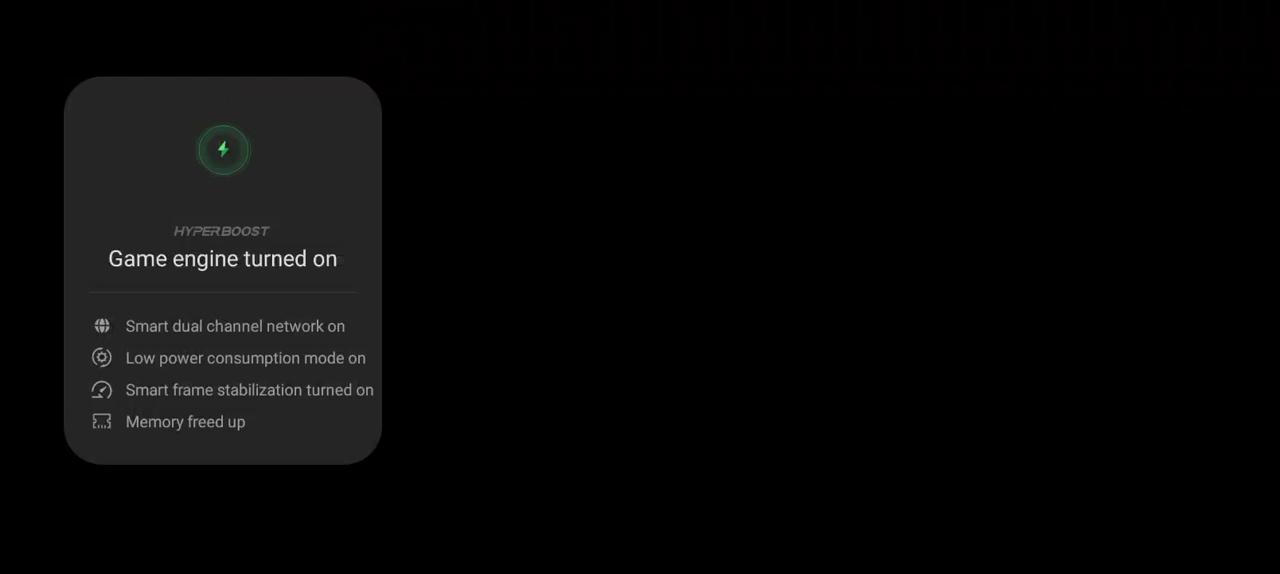 HYPERBOOST
Game engine turned on
Smart dual channel network on
Low power consumption mode on
Smart frame stabilization turned on
Memory freed up